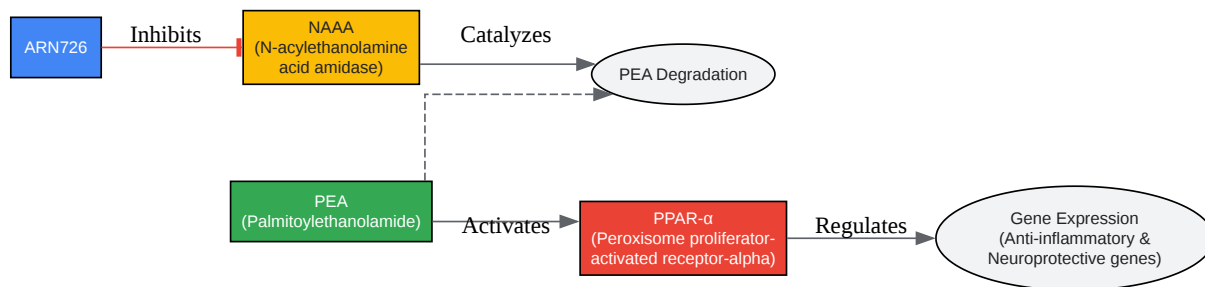 ARN726
Inhibits
NAAA
(N-acylethanolamine
acid amidase)
Catalyzes
PEA Degradation
PEA
(Palmitoylethanolamide)
Activates
PPAR-α
(Peroxisome proliferator-
activated receptor-alpha)
Regulates
Gene Expression
(Anti-inflammatory &
Neuroprotective genes)